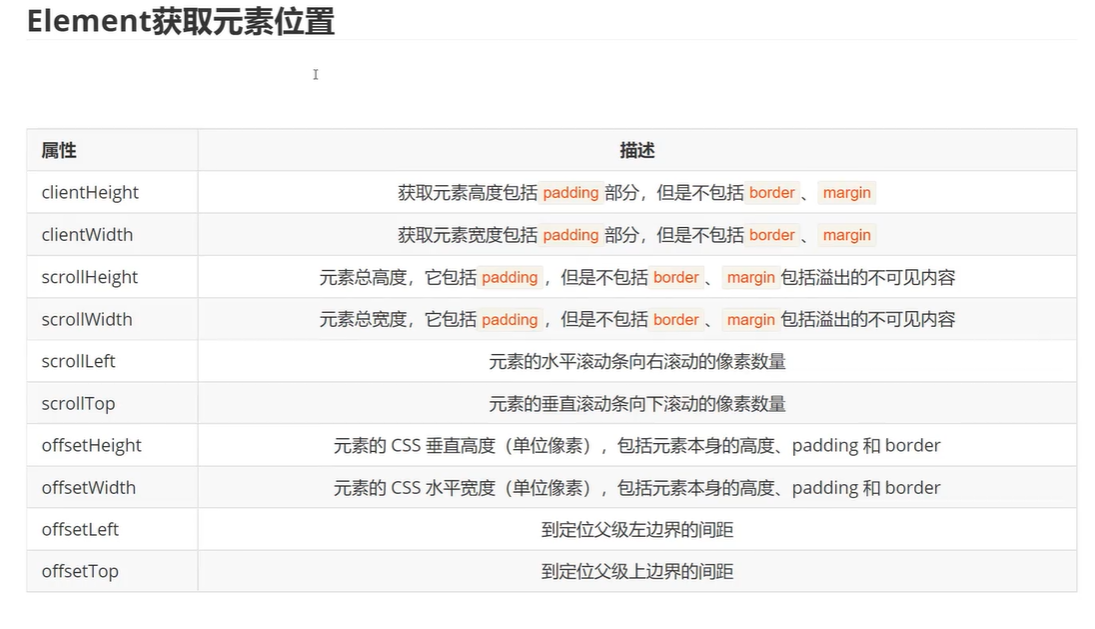 Element获取元素位置
属性 描述
clientHeight 获取元素高度包括 padding 部分，但是不包括 border 、 margin
clientWidth 获取元素宽度包括 padding 部分，但是不包括 border 、 margin
scrollHeight 元素总高度，它包括 padding ，但是不包括 border 、 margin 包括溢出的不可见内容
scrollWidth 元素总宽度，它包括 padding ，但是不包括 border 、 margin 包括溢出的不可见内容
scrollLeft 元素的水平滚动条向右滚动的像素数量
scrollTop 元素的垂直滚动条向下滚动的像素数量
offsetHeight 元素的 CSS 垂直高度（单位像素），包括元素本身的高度、padding 和 border
offsetWidth 元素的 CSS 水平宽度（单位像素），包括元素本身的高度、padding 和 border
offsetLeft 到定位父级左边界的间距
offsetTop 到定位父级上边界的间距